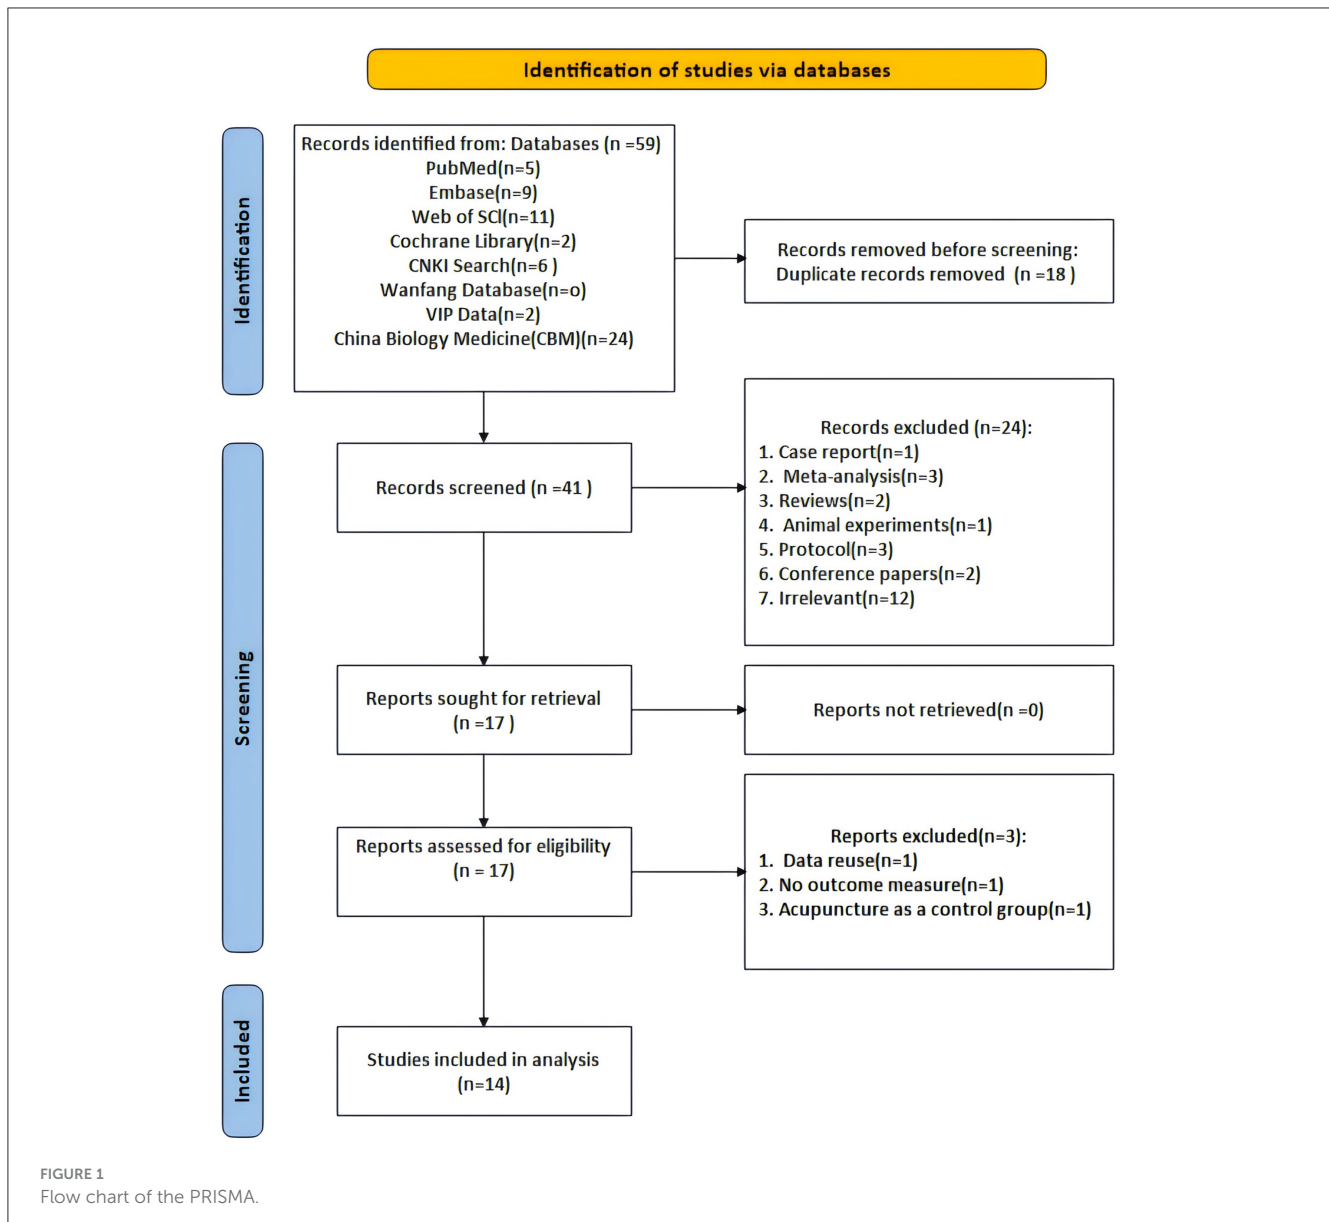 Identification of studies via databases
Identification
Records identified from: Databases (n =59)
PubMed(n=5)
Embase(n=9)
Web of SCI(n=11)
Cochrane Library(n=2)
CNKI Search(n=6 )
Wanfang Database(n=o)
VIP Data(n=2)
China Biology Medicine(CBM)(n=24)
Records removed before screening:
Duplicate records removed (n =18 )
Screening
Records screened (n =41 )
Records excluded (n=24):
1. Case report(n=1)
2. Meta-analysis(n=3)
3. Reviews(n=2)
4. Animal experiments(n=1)
5. Protocol(n=3)
6. Conference papers(n=2)
7. Irrelevant(n=12)
Reports sought for retrieval
(n =17 )
Reports not retrieved(n =0)
Reports assessed for eligibility
(n = 17)
Reports excluded(n=3):
1. Data reuse(n=1)
2. No outcome measure(n=1)
3. Acupuncture as a control group(n=1)
Included
Studies included in analysis
(n=14)
FIGURE 1
Flow chart of the PRISMA.